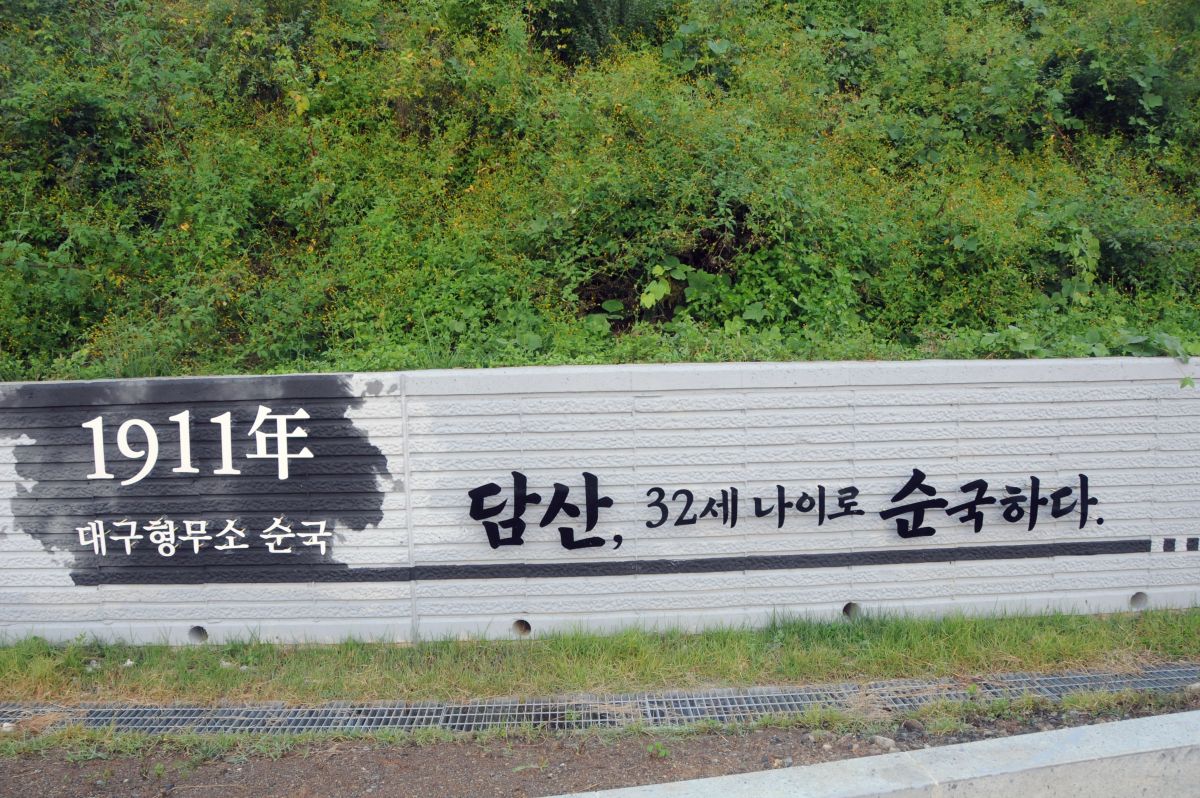 1911年
대구형무소 순국
담산, 32세 나이로 순국하다.